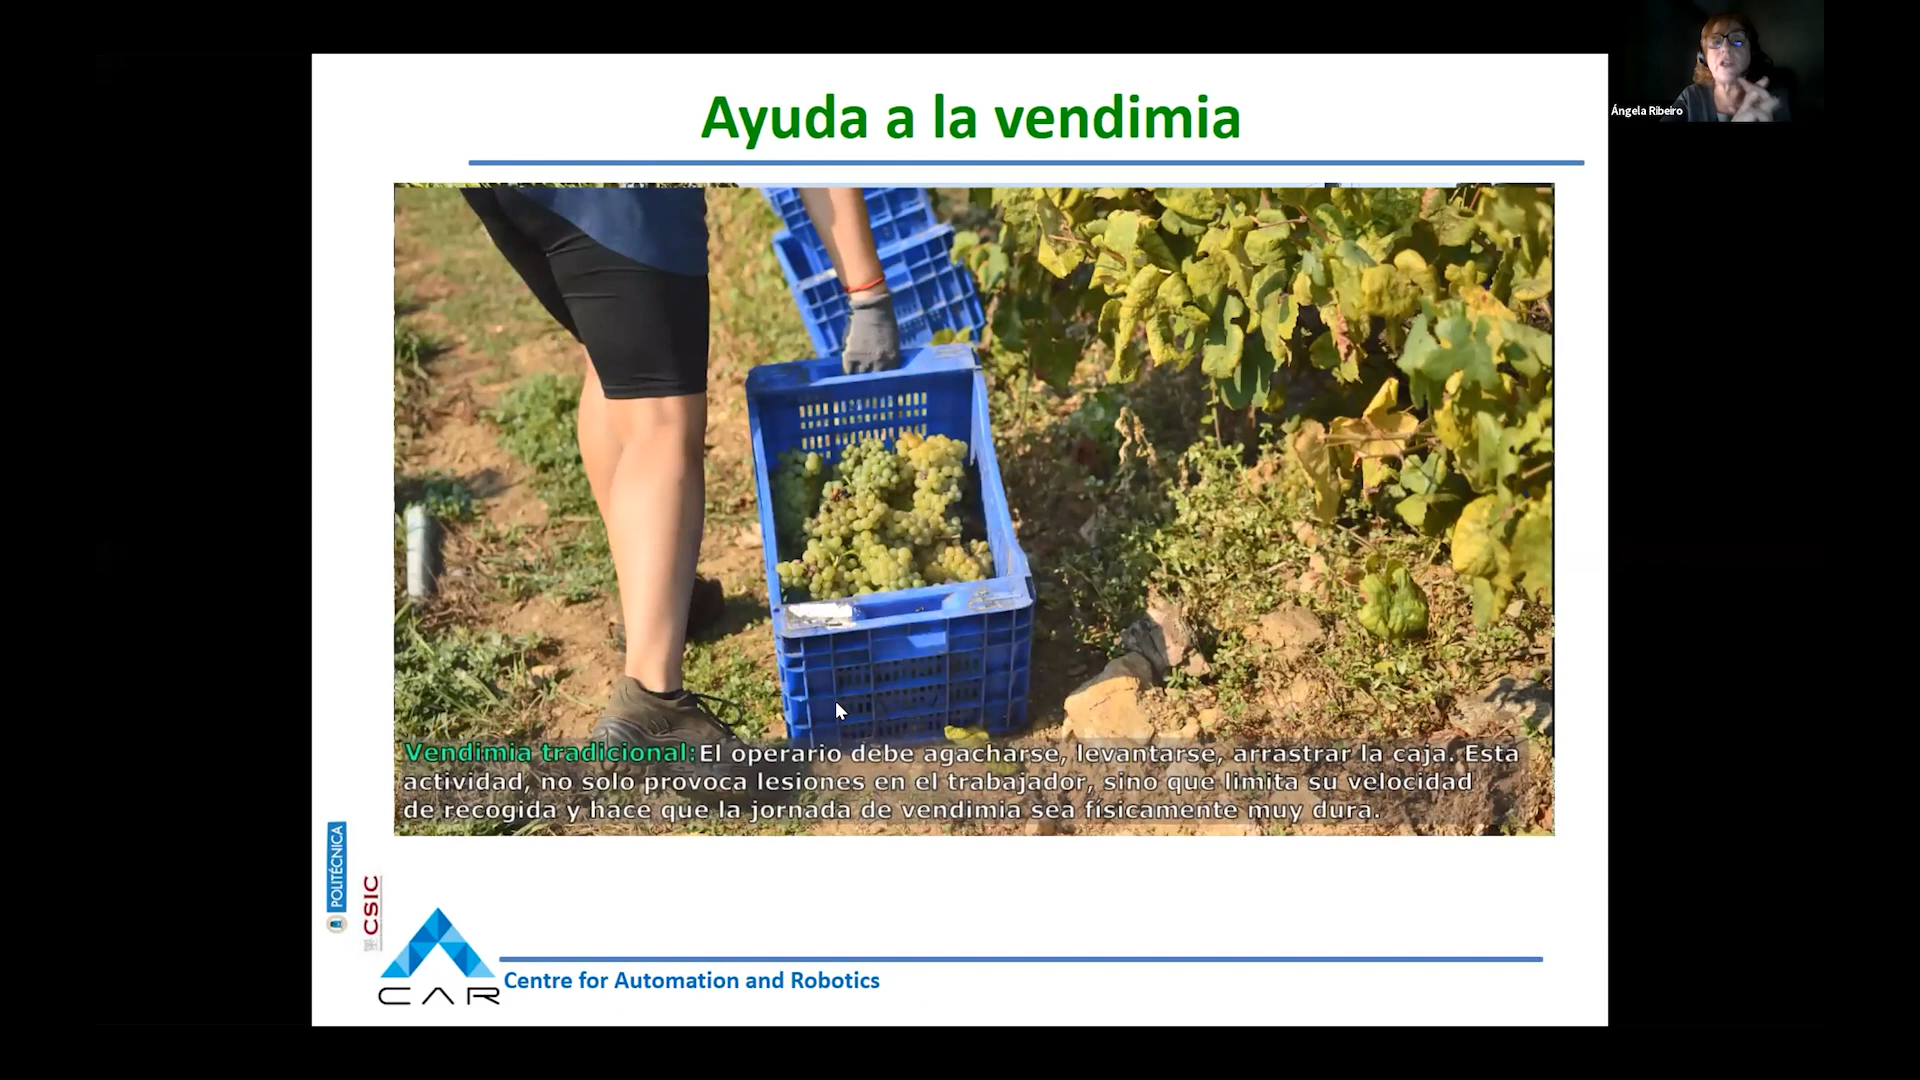 Ayuda a la vendimia
Ángela Ribeiro
Vendimia tradicional:El operario debe agacharse, levantarse, arrastrar la caja. Esta
actividad, no solo provoca lesiones en el trabajador, sino que limita su velocidad
de recogida y hace que la jornada de vendimia sea físicamente muy dura.
POLITÉCNICA
CSIC
CAR
Centre for Automation and Robotics